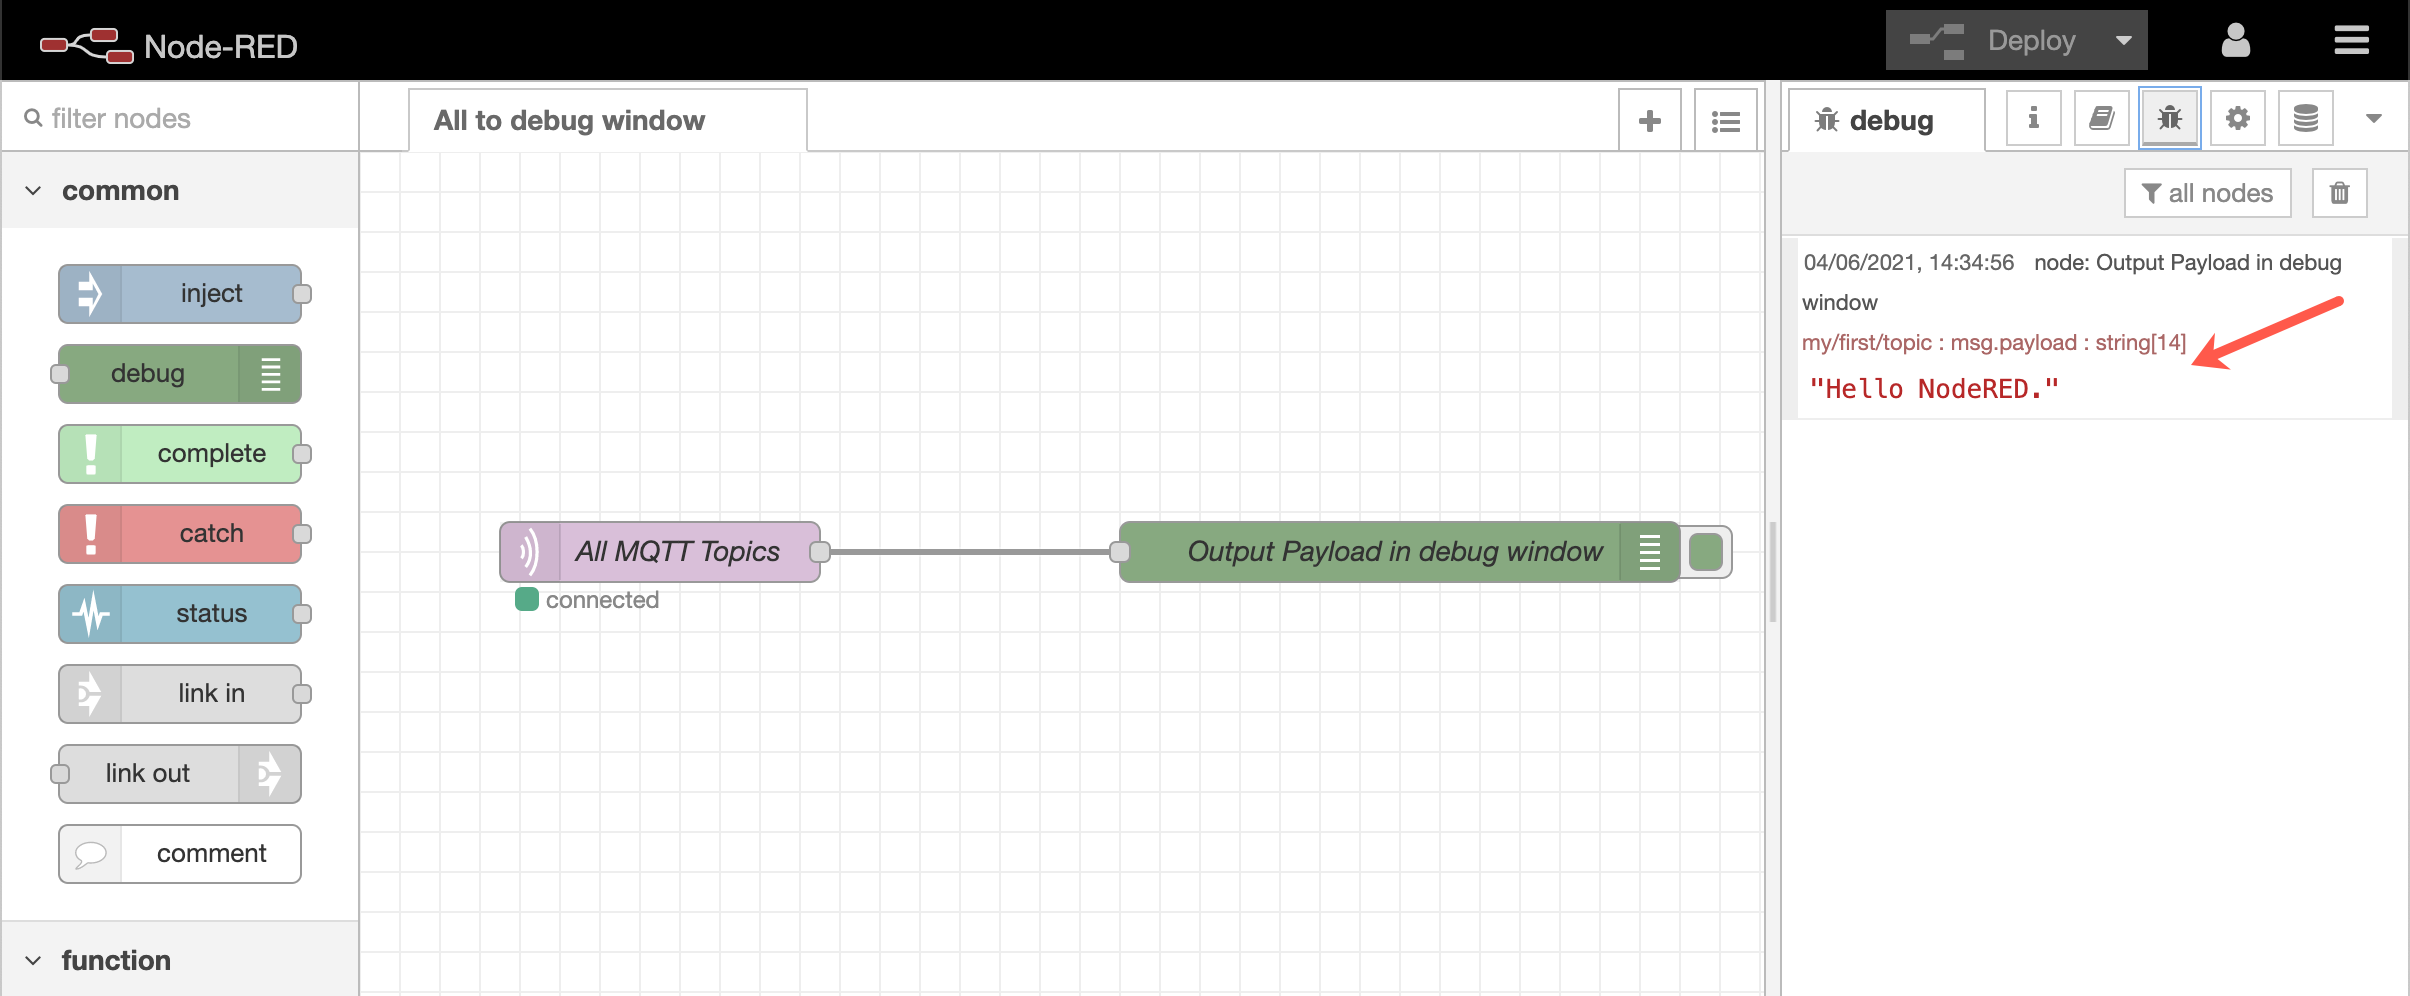 Node-RED
Deploy
filter nodes
All to debug window
debug
common
all nodes
inject
debug
complete
catch
status
link in
link out
comment
function
All MQTT Topics
connected
Output Payload in debug window
04/06/2021, 14:34:56 node: Output Payload in debug
window
my/first/topic : msg.payload : string[14]
"Hello NodeRED."